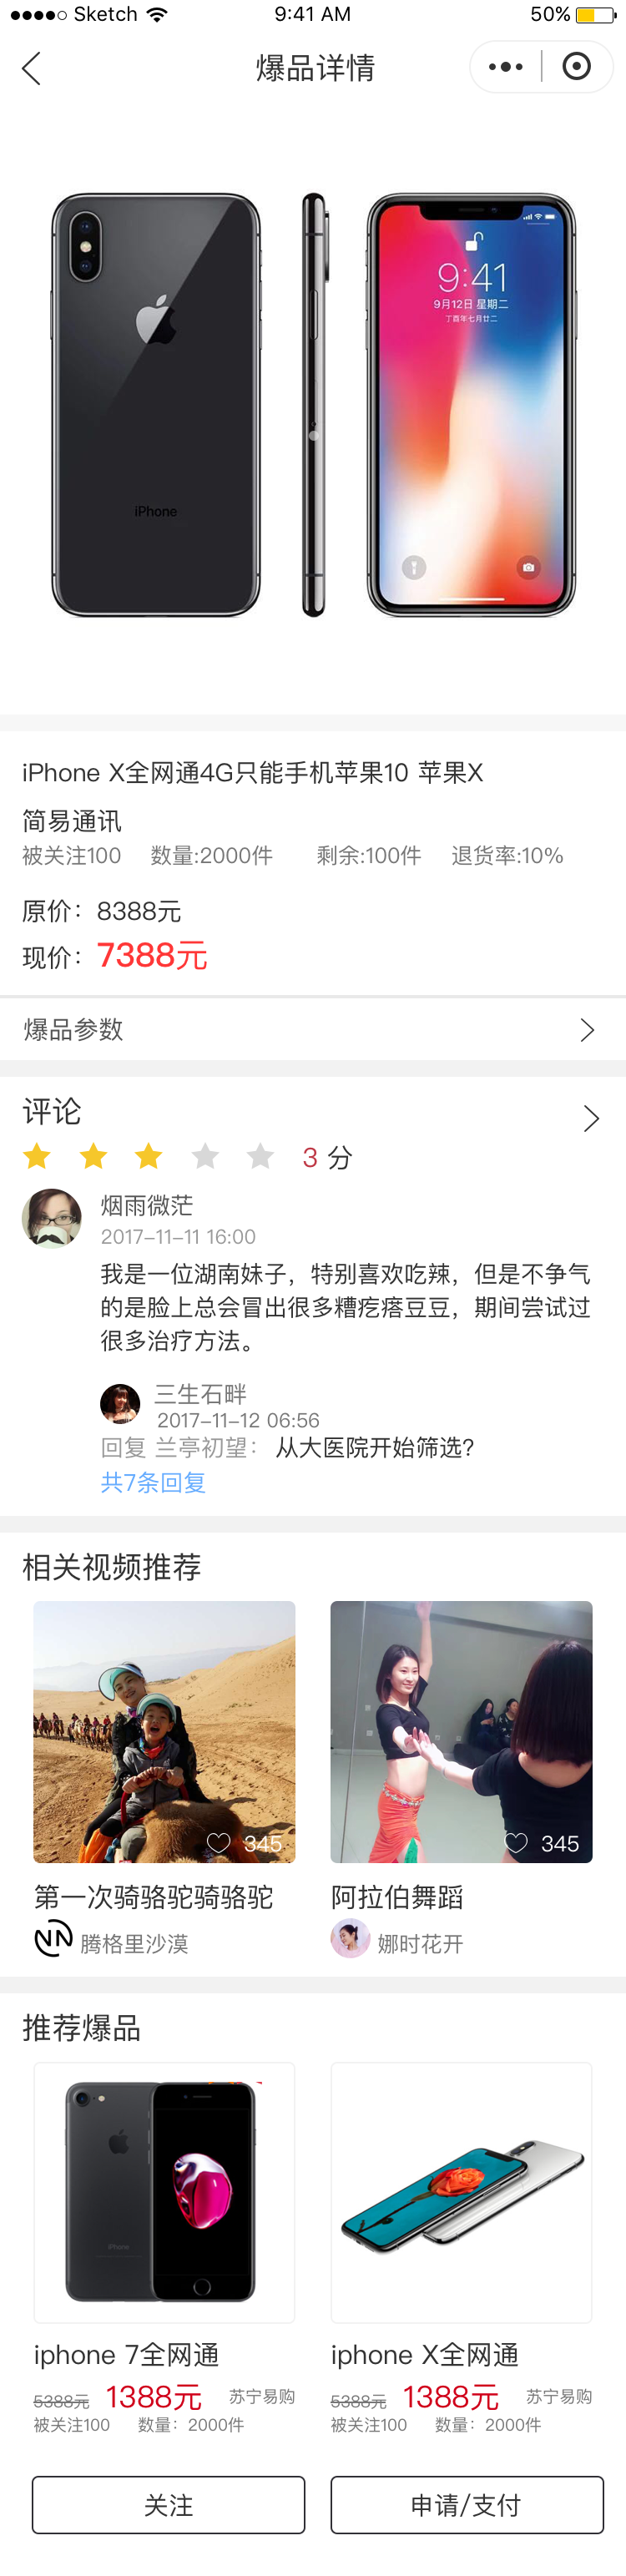 Sketch 9:41 AM 50%
爆品详情
9:41
9月12日 星期二
丁酉年七月廿二
iPhone
iPhone X全网通4G只能手机苹果10 苹果X
简易通讯
被关注100 数量:2000件 剩余:100件 退货率:10%
原价：8388元
现价：7388元
爆品参数
评论
3 分
烟雨微茫
2017-11-11 16:00
我是一位湖南妹子，特别喜欢吃辣，但是不争气
的是脸上总会冒出很多糟疙瘩豆豆，期间尝试过
很多治疗方法。
三生石畔
2017-11-12 06:56
回复 兰亭初望： 从大医院开始筛选?
共7条回复
相关视频推荐
345 345
第一次骑骆驼骑骆驼 阿拉伯舞蹈
腾格里沙漠 娜时花开
推荐爆品
iPhone
iphone 7全网通 iphone X全网通
5388元 1388元 苏宁易购 5388元 1388元 苏宁易购
被关注100 数量：2000件 被关注100 数量：2000件
关注 申请/支付